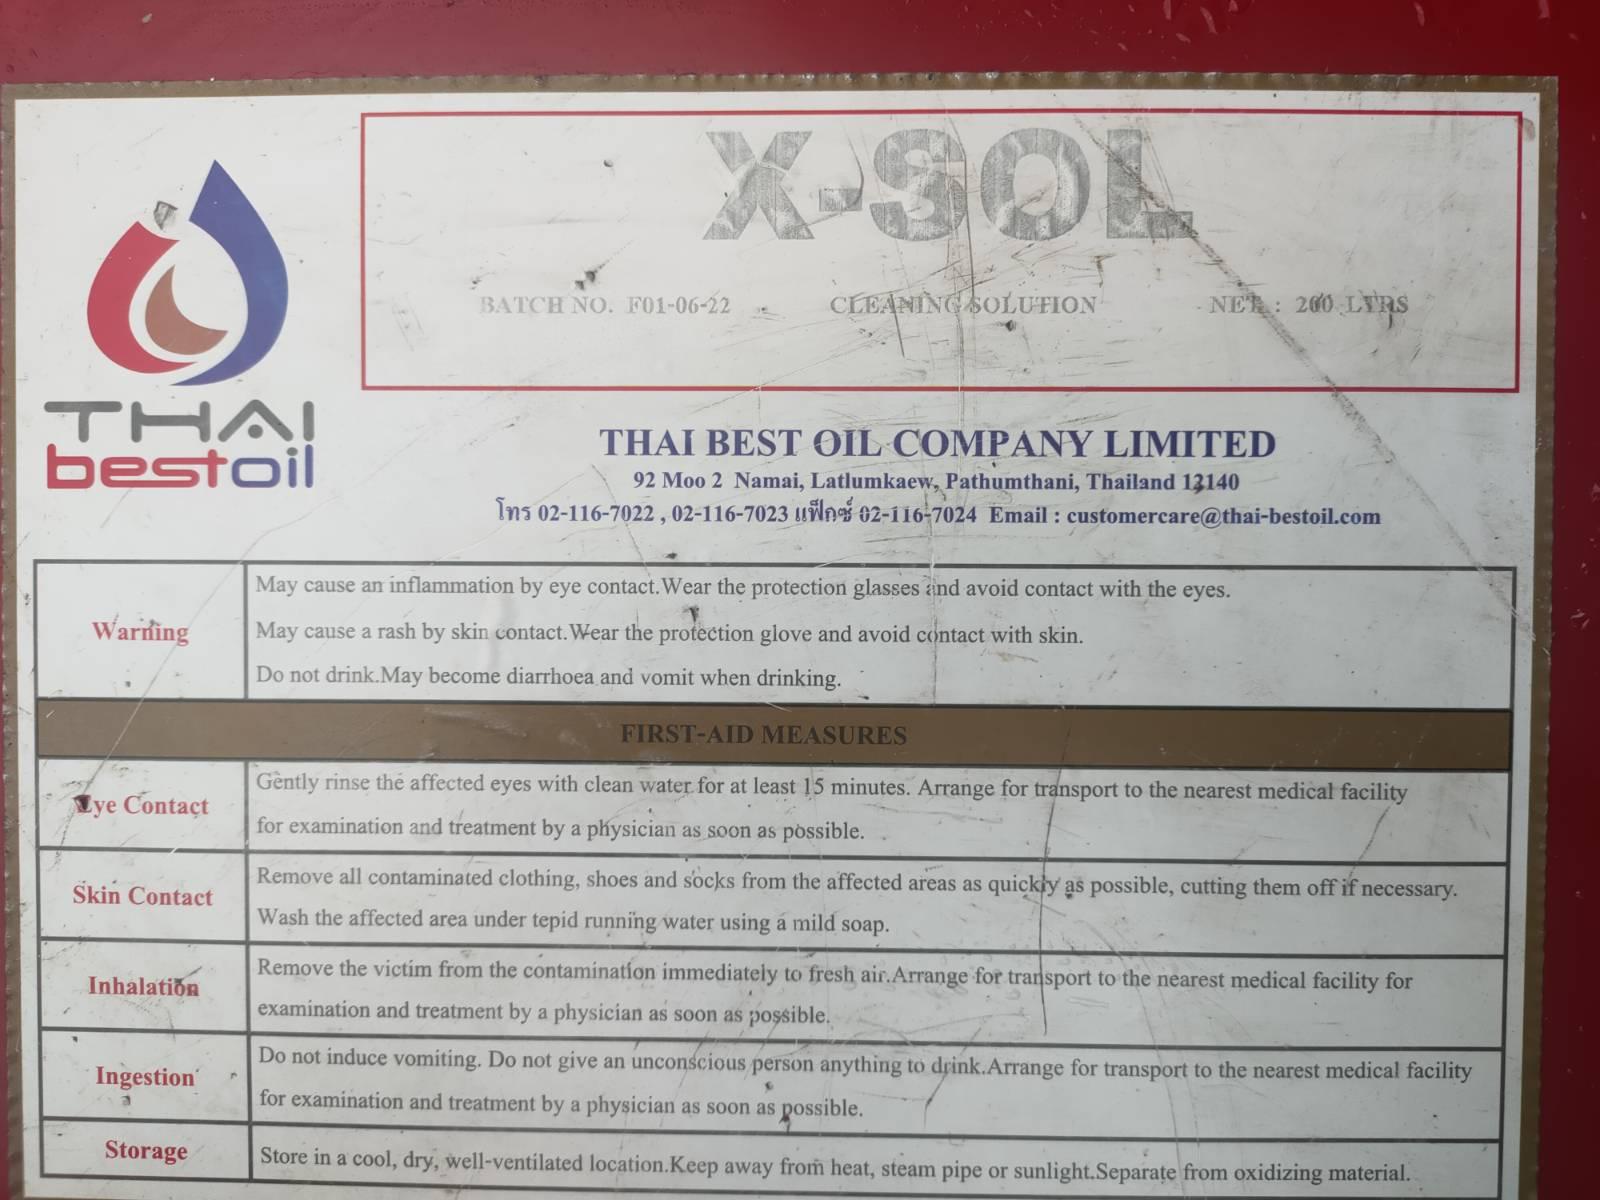 X-SOL
BATCH NO. F01-06-22 CLEANING SOLUTION NET : 200 LTRS
THAI
bestoil
THAI BEST OIL COMPANY LIMITED
92 Moo 2 Namai, Latlumkaew, Pathumthani, Thailand 12140
โทร 02-116-7022 , 02-116-7023 แฟ็กซ์ 02-116-7024 Email : customercare@thai-bestoil.com
Warning
May cause an inflammation by eye contact.Wear the protection glasses and avoid contact with the eyes.
May cause a rash by skin contact.Wear the protection glove and avoid contact with skin.
Do not drink.May become diarrhoea and vomit when drinking.
FIRST-AID MEASURES
Eye Contact
Gently rinse the affected eyes with clean water for at least 15 minutes. Arrange for transport to the nearest medical facility
for examination and treatment by a physician as soon as possible.
Skin Contact
Remove all contaminated clothing, shoes and socks from the affected areas as quickly as possible, cutting them off if necessary.
Wash the affected area under tepid running water using a mild soap.
Inhalation
Remove the victim from the contamination immediately to fresh air.Arrange for transport to the nearest medical facility for
examination and treatment by a physician as soon as possible.
Ingestion
Do not induce vomiting. Do not give an unconscious person anything to drink.Arrange for transport to the nearest medical facility
for examination and treatment by a physician as soon as possible.
Storage
Store in a cool, dry, well-ventilated location.Keep away from heat, steam pipe or sunlight.Separate from oxidizing material.